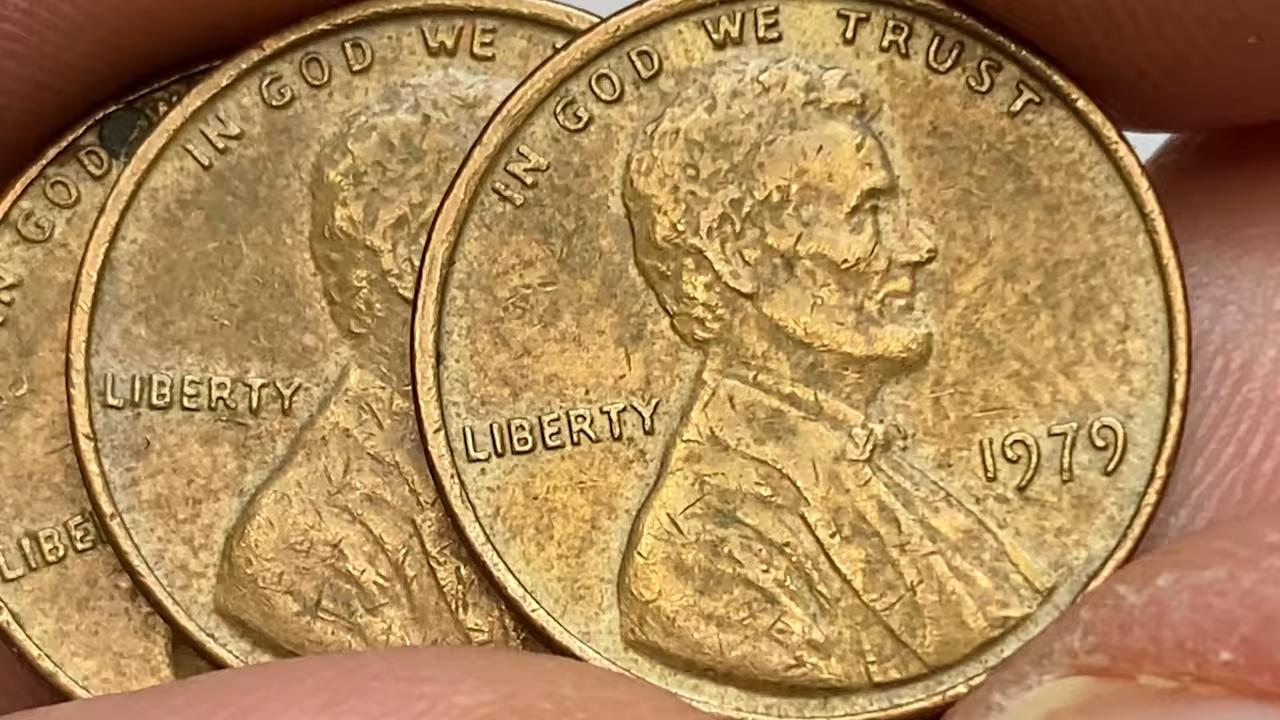 N GOD
LIBE
IN GOD WE
LIBERTY
IN GOD WE TRUST
LIBERTY
1979